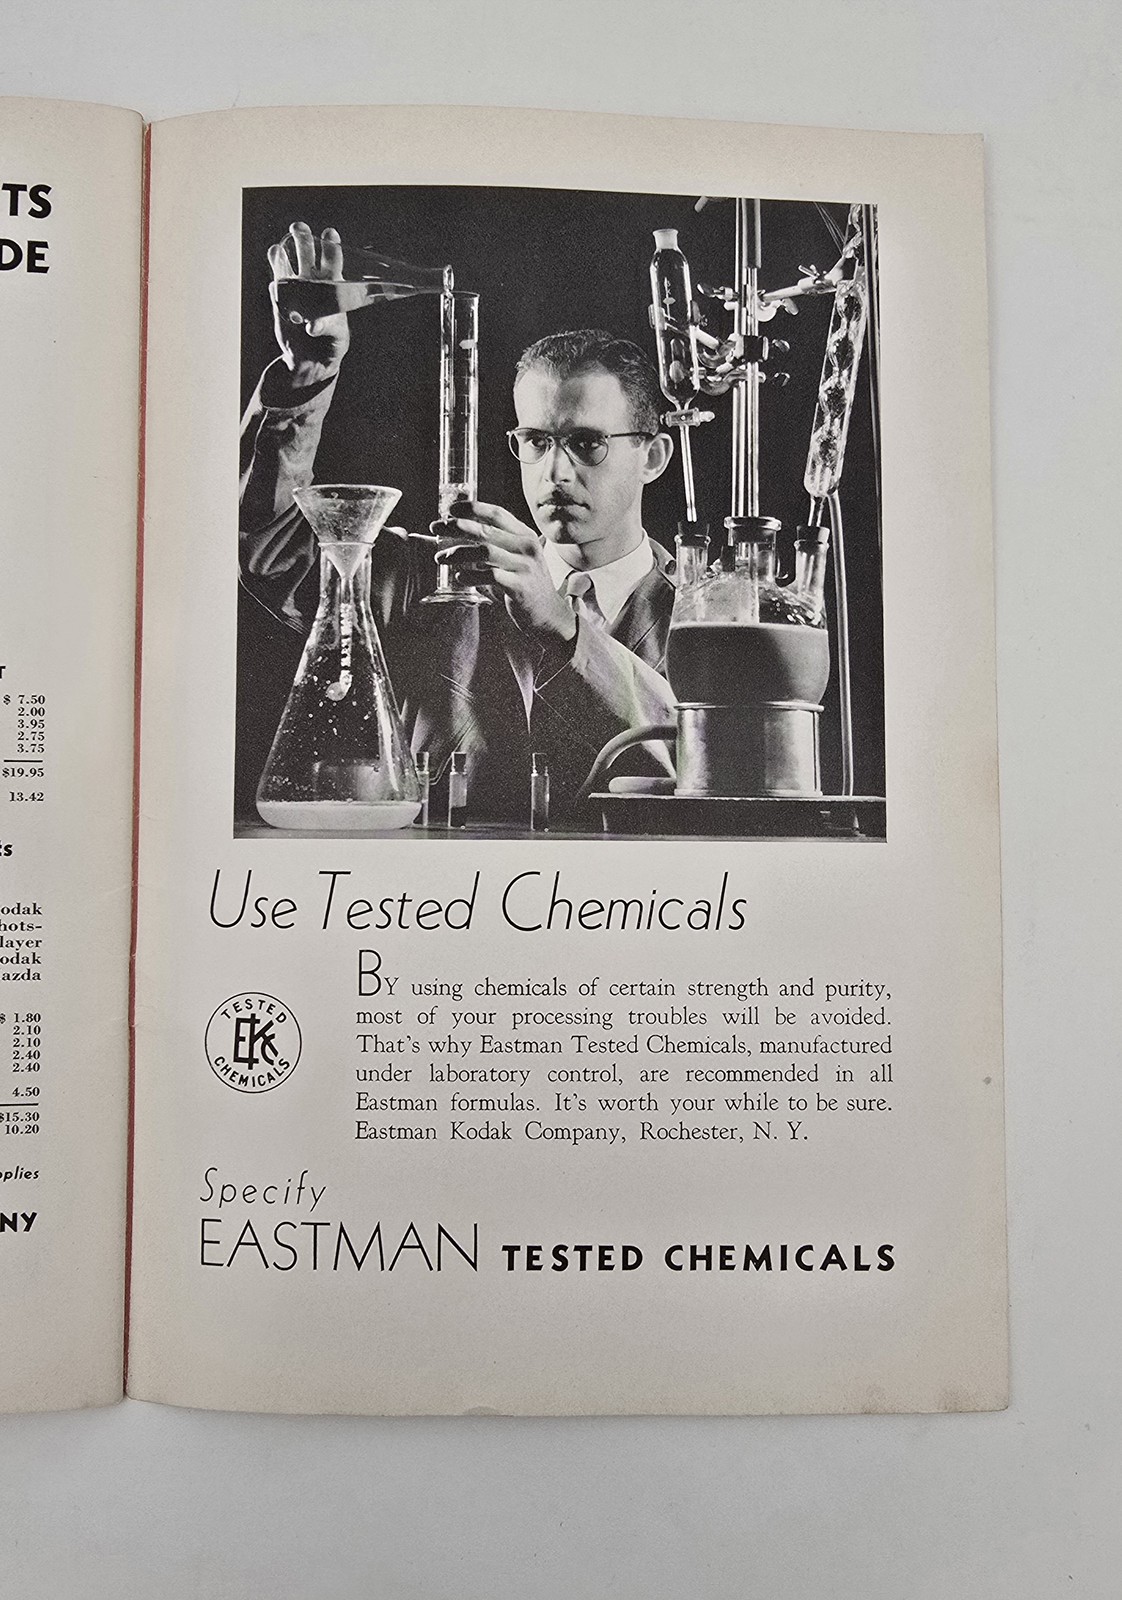 TS
DE
T
$ 7.50
2.00
3.95
2.75
3.75
$19.95
13.42
ts
odak
hots-
layer
odak
azda
$ 1.80
2.10
2.10
2.40
2.40
4.50
$15.30
10.20
pplies
NY
Use Tested Chemicals
TESTED
EKC
CHEMICALS
By using chemicals of certain strength and purity,
most of your processing troubles will be avoided.
That's why Eastman Tested Chemicals, manufactured
under laboratory control, are recommended in all
Eastman formulas. It's worth your while to be sure.
Eastman Kodak Company, Rochester, N. Y.
Specify
EASTMAN TESTED CHEMICALS